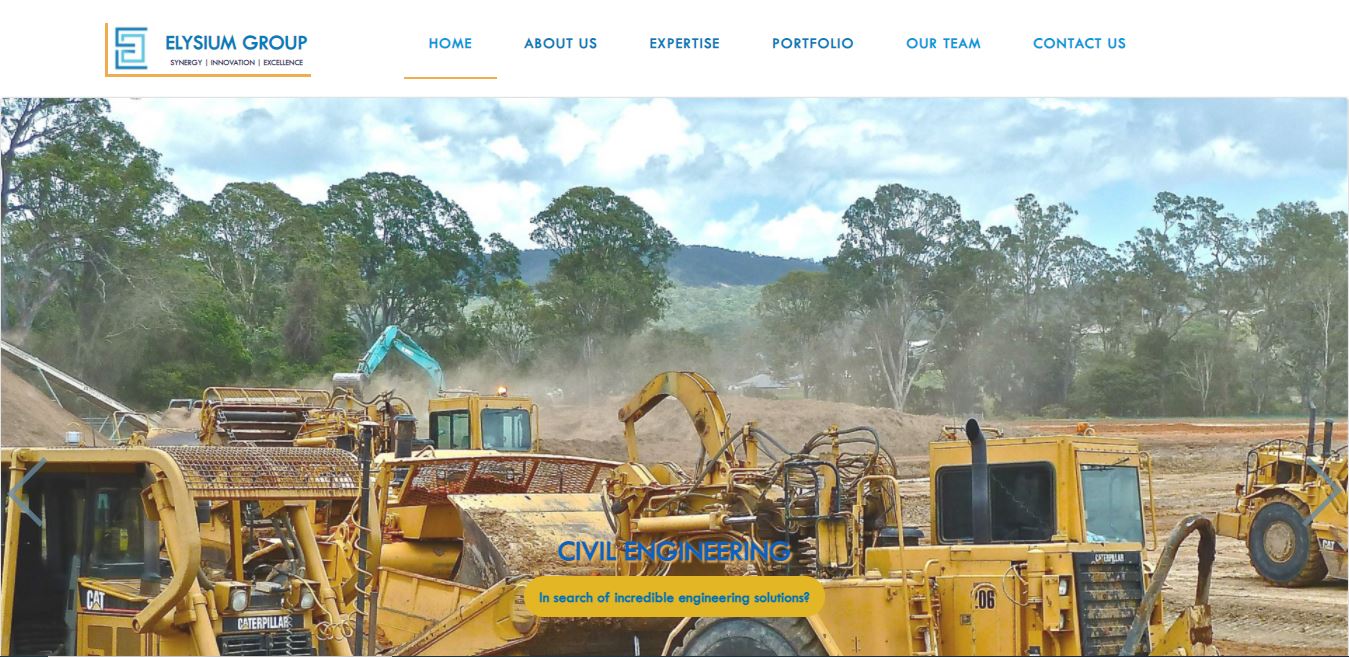 ELYSIUM GROUP
SYNERGY | INNOVATION | EXCELLENCE
HOME ABOUT US EXPERTISE PORTFOLIO OUR TEAM CONTACT US
CIVIL ENGINEERING
In search of incredible engineering solutions?
CATERPILLAR
06
CAT
CATERPILLAR
CAT